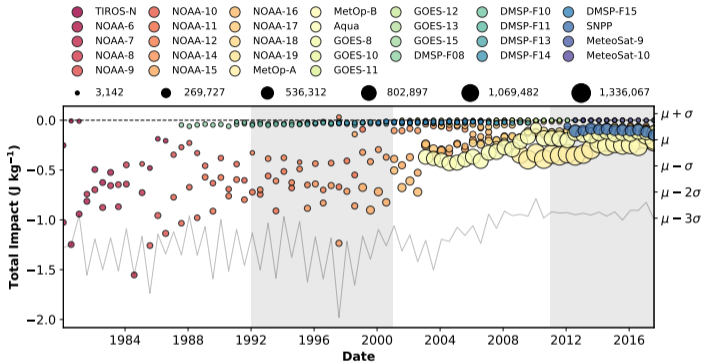 TIROS-N NOAA-10 NOAA-16 MetOp-B GOES-12 DMSP-F10 DMSP-F15
NOAA-6 NOAA-11 NOAA-17 Aqua GOES-13 DMSP-F11 SNPP
NOAA-7 NOAA-12 NOAA-18 GOES-8 GOES-15 DMSP-F13 MeteoSat-9
NOAA-8 NOAA-14 NOAA-19 GOES-10 DMSP-F08 DMSP-F14 MeteoSat-10
NOAA-9 NOAA-15 MetOp-A GOES-11
3,142 269,727 536,312 802,897 1,069,482 1,336,067
Total Impact (J kg⁻¹)
0.0
−0.5
−1.0
−1.5
−2.0
μ + σ
μ
μ − σ
μ − 2σ
μ − 3σ
1984 1988 1992 1996 2000 2004 2008 2012 2016
Date